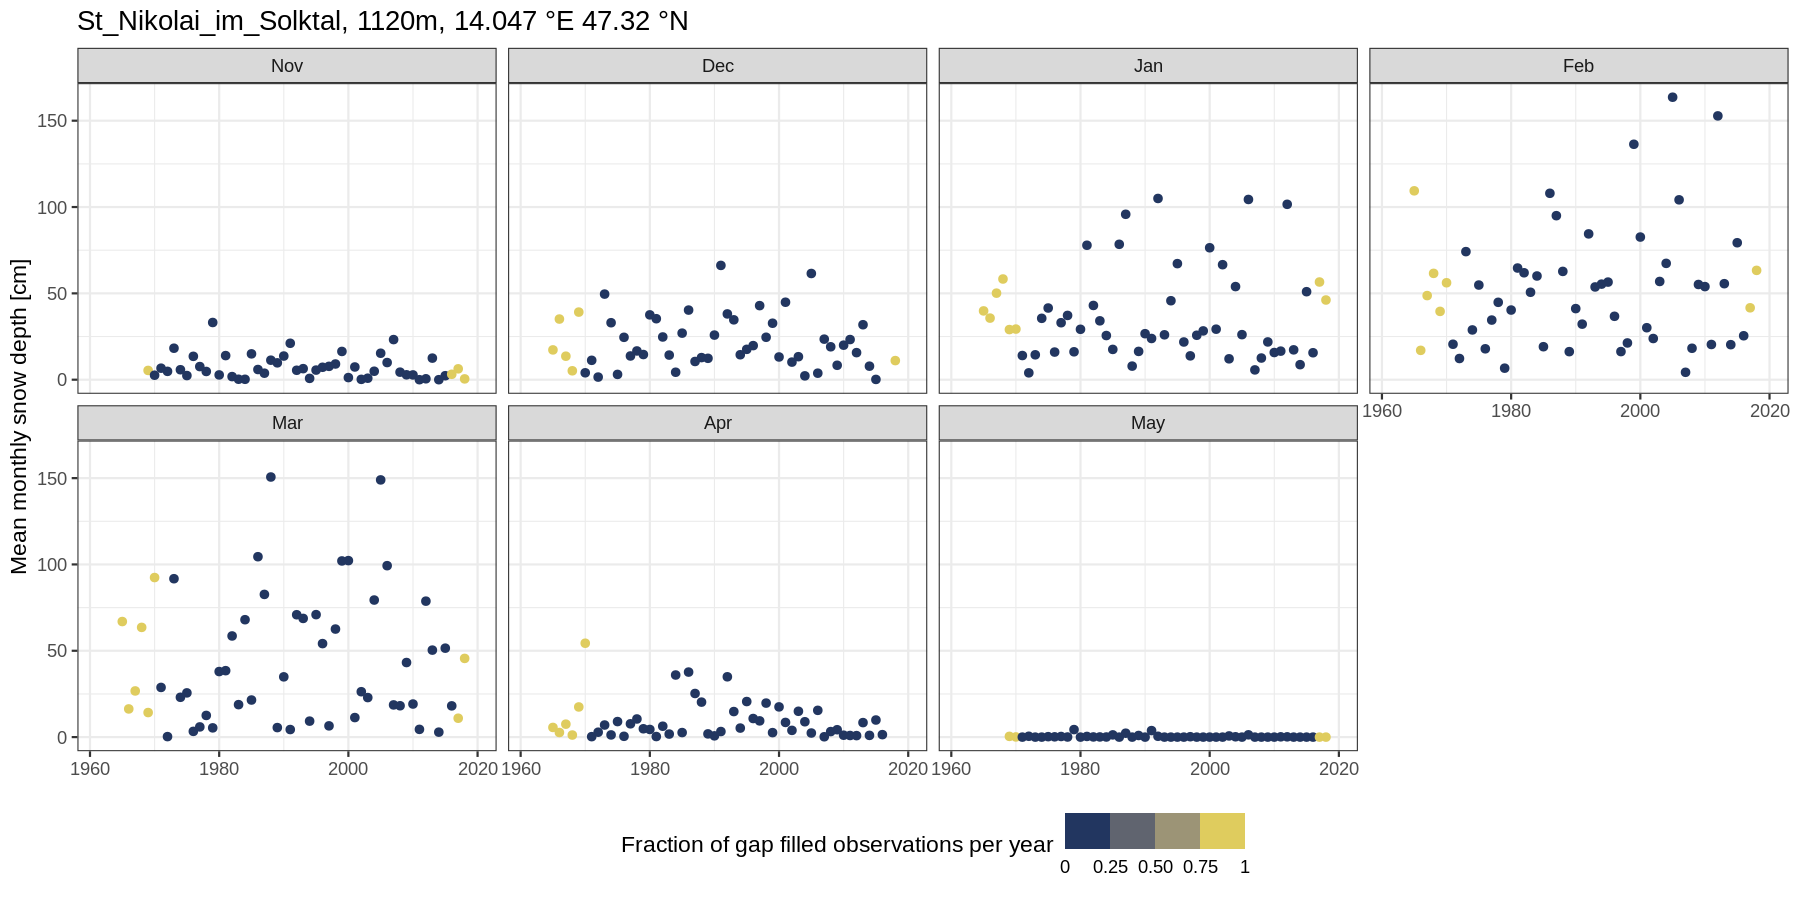 St_Nikolai_im_Solktal, 1120m, 14.047 °E 47.32 °N
Nov
Dec
Jan
Feb
Mean monthly snow depth [cm]
150
100
50
0
1960 1980 2000 2020
Mar
Apr
May
150
100
50
0
1960 1980 2000 2020
1960 1980 2000 2020
1960 1980 2000 2020
Fraction of gap filled observations per year
0 0.25 0.50 0.75 1